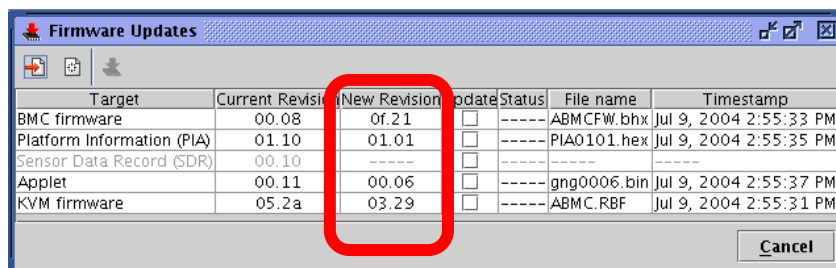 Firmware Updates
Target Current Revision New Revision Update Status File name Timestamp
BMC firmware 00.08 0f.21 ----- ABMCFW.bhx Jul 9, 2004 2:55:33 PM
Platform Information (PIA) 01.10 01.01 ----- PIA0101.hex Jul 9, 2004 2:55:35 PM
Sensor Data Record (SDR) 00.10 ----- ----- ----- -----
Applet 00.11 00.06 ----- gng0006.bin Jul 9, 2004 2:55:37 PM
KVM firmware 05.2a 03.29 ----- ABMC.RBF Jul 9, 2004 2:55:31 PM
Cancel